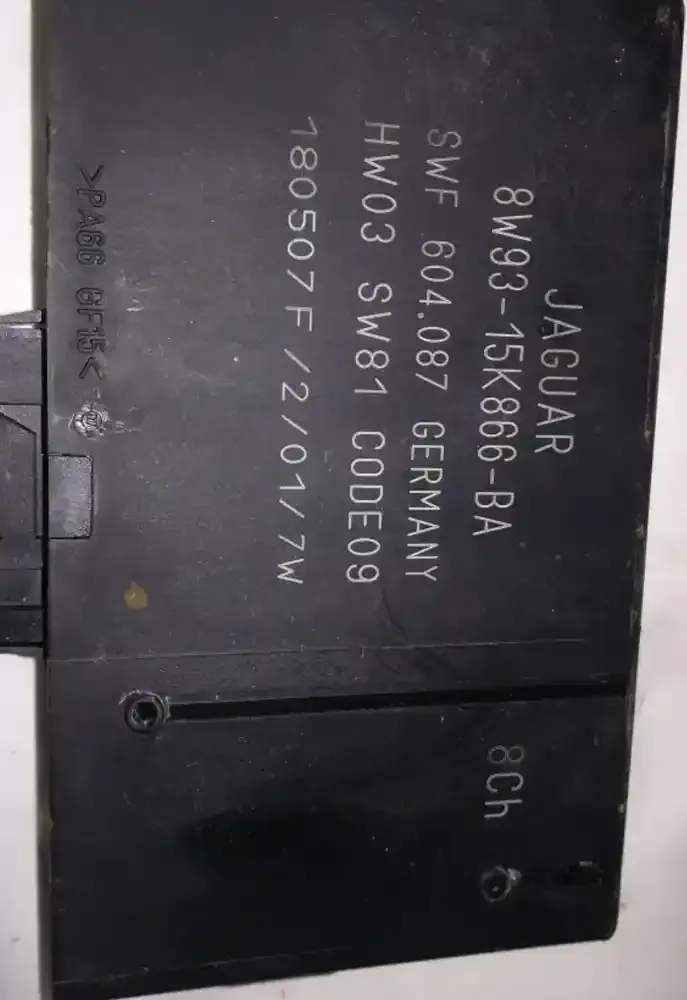 JAGUAR
8W93-15K866-BA
SWF 604.087 GERMANY
HW03 SW81 CODE09
180507F /2/01/7W
>PA66 GF15<
8Ch